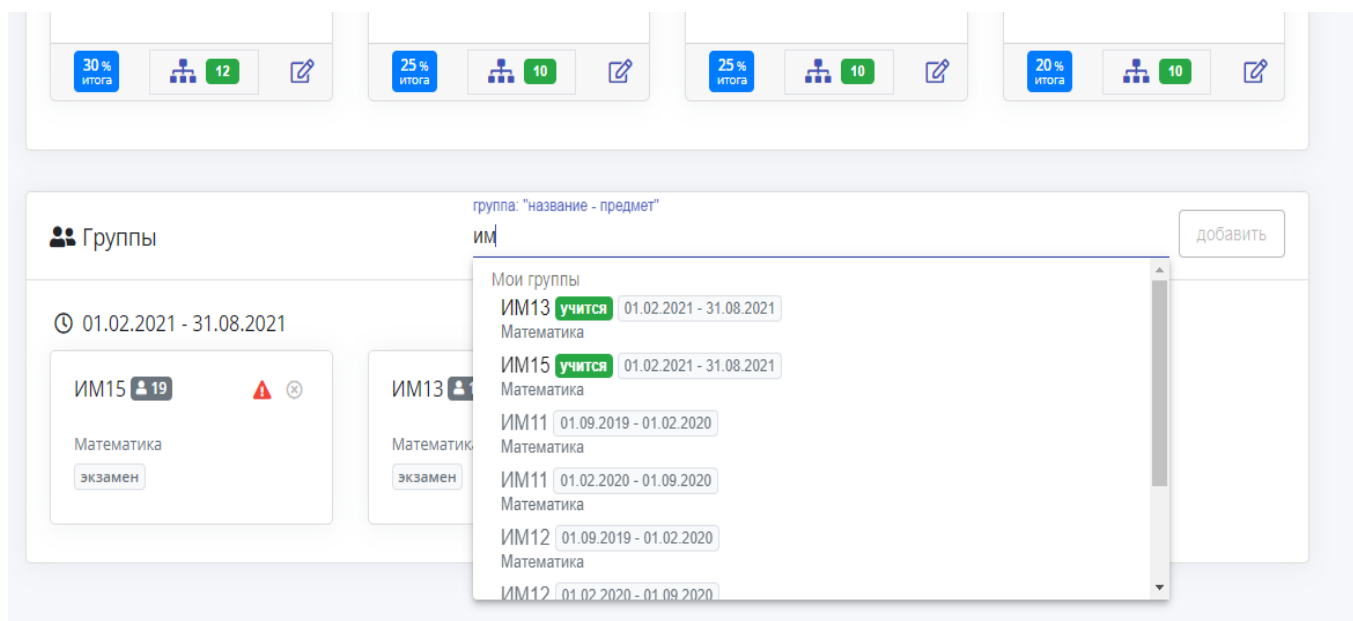 30 % итога 12 25 % итога 10 25 % итога 10 20 % итога 10
группа: "название - предмет"
Группы им добавить
Мои группы
ИМ13 учится 01.02.2021 - 31.08.2021
Математика
ИМ15 учится 01.02.2021 - 31.08.2021
Математика
ИМ11 01.09.2019 - 01.02.2020
Математика
ИМ11 01.02.2020 - 01.09.2020
Математика
ИМ12 01.09.2019 - 01.02.2020
Математика
ИМ12 01.02.2020 - 01.09.2020
01.02.2021 - 31.08.2021
ИМ15 19
Математика
экзамен
ИМ13
экзамен